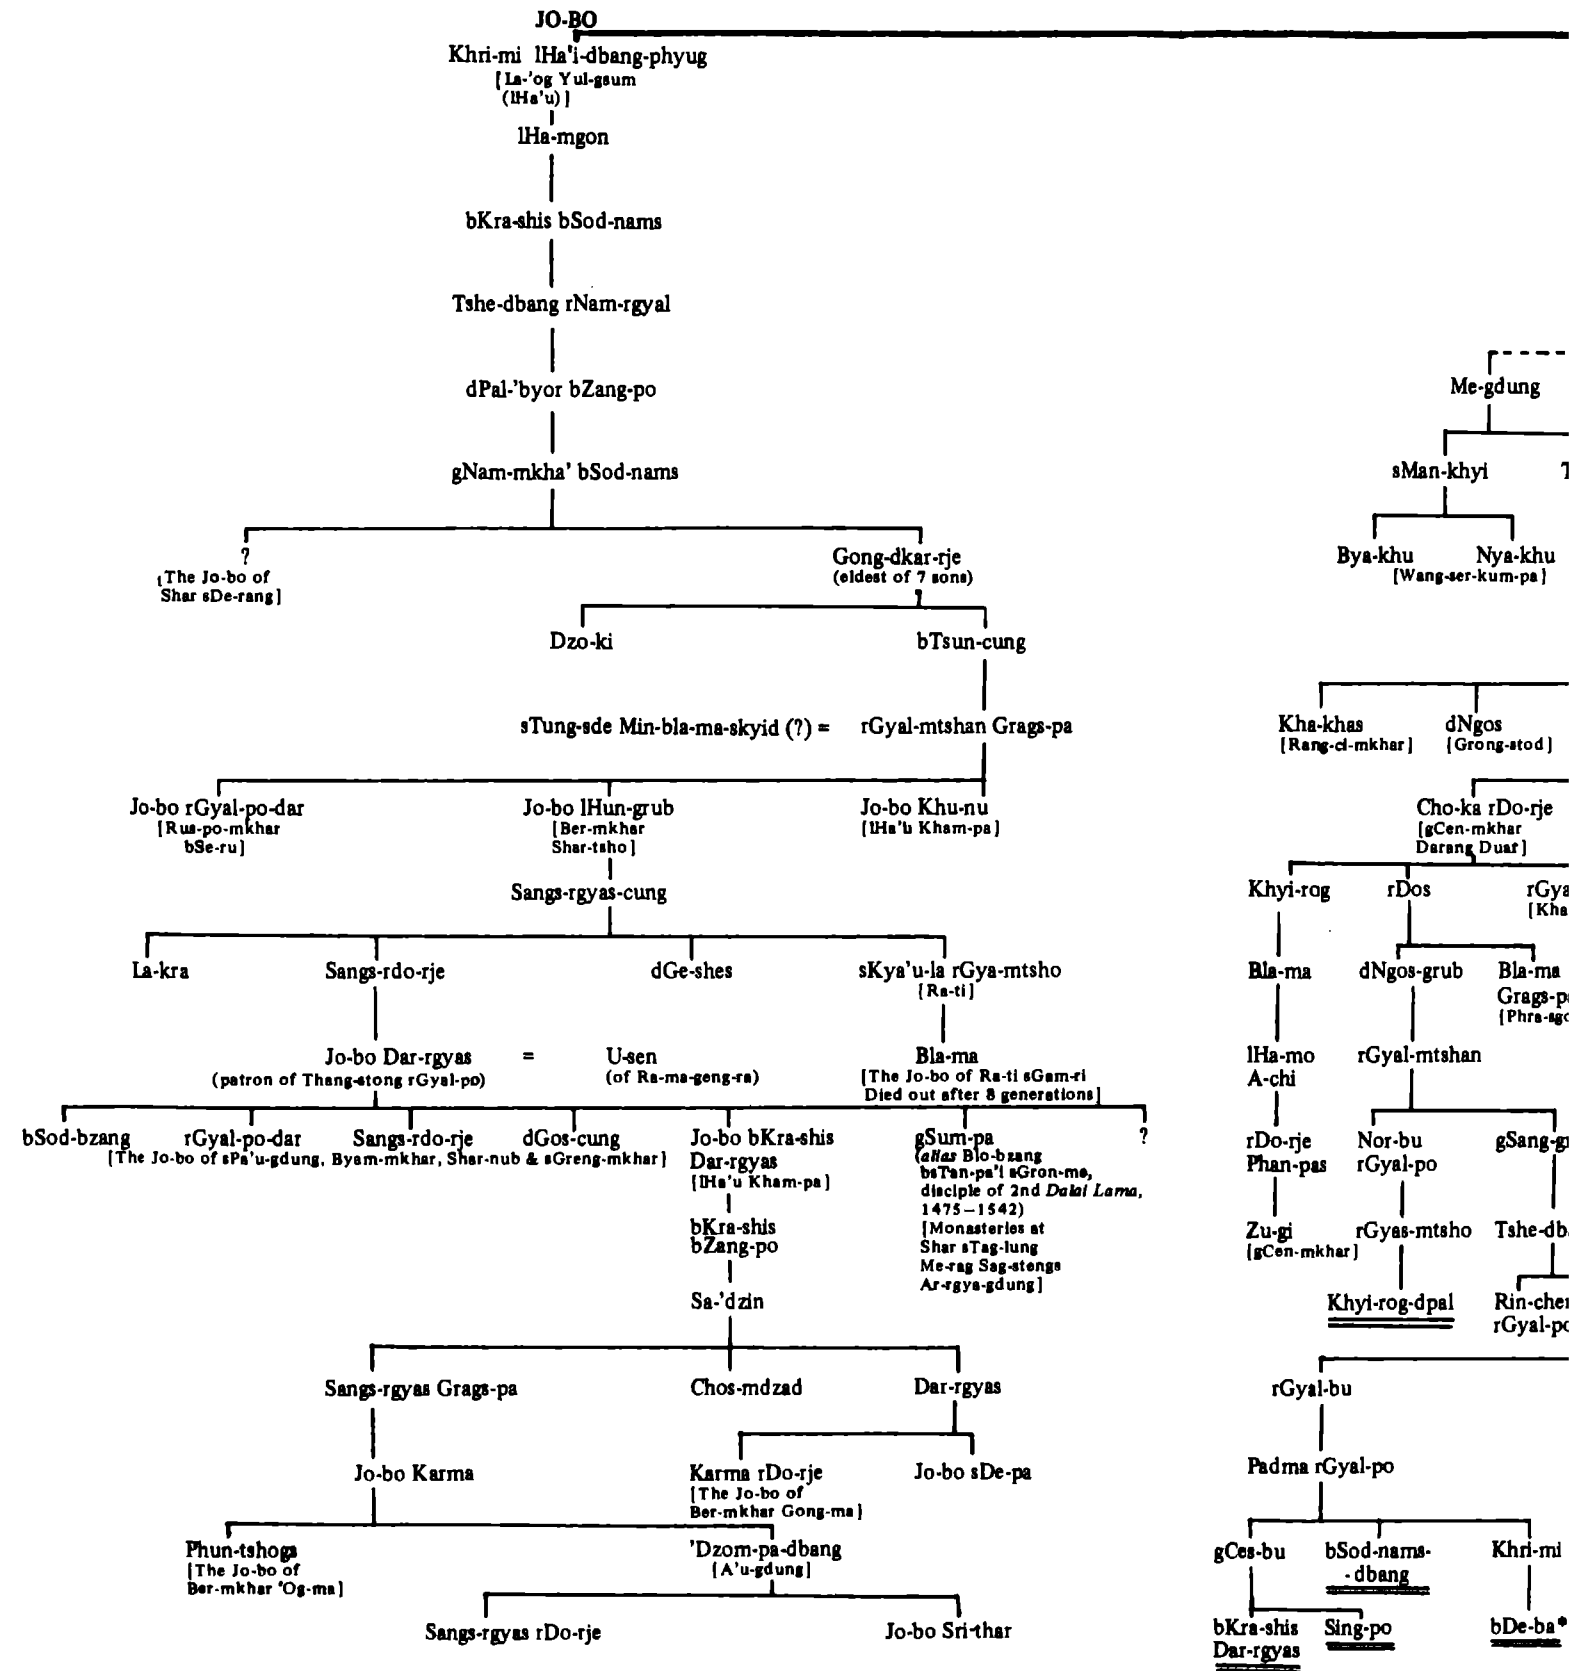 JO-BO
Khri-mi lHa'i-dbang-phyug
[La-'og Yul-gsum
(lHa'u)]
lHa-mgon
bKra-shis bSod-nams
Tshe-dbang rNam-rgyal
dPal-'byor bZang-po
gNam-mkha' bSod-nams
?
[The Jo-bo of
Shar sDe-rang]
Gong-dkar-rje
(eldest of 7 sons)
Dzo-ki
bTsun-cung
sTung-sde Min-bla-ma-skyid (?) = rGyal-mtshan Grags-pa
Jo-bo rGyal-po-dar
[Rus-po-mkhar
bSe-ru]
Jo-bo lHun-grub
[Ber-mkhar
Shar-tsho]
Jo-bo Khu-nu
[lHa'u Kham-pa]
Sangs-rgyas-cung
La-kra
Sangs-rdo-rje
dGe-shes
sKya'u-la rGya-mtsho
[Ra-ti]
Jo-bo Dar-rgyas = U-sen
(patron of Thang-stong rGyal-po)
(of Ra-ma-geng-ra)
Bla-ma
[The Jo-bo of Ra-ti sGam-ri
Died out after 8 generations]
bSod-bzang
rGyal-po-dar
Sangs-rdo-rje
dGos-cung
[The Jo-bo of sPa'u-gdung, Byam-mkhar, Shar-nub & sGreng-mkhar]
Jo-bo bKra-shis
Dar-rgyas
[lHa'u Kham-pa]
gSum-pa
(alias Blo-bzang
bsTan-pa'i sGron-me,
disciple of 2nd Dalai Lama,
1475–1542)
[Monasteries at
Shar sTag-lung
Me-rag Sag-stengs
Ar-rgya-gdung]
?
bKra-shis
bZang-po
Sa-'dzin
Sangs-rgyas Grags-pa
Chos-mdzad
Dar-rgyas
Jo-bo Karma
Karma rDo-rje
[The Jo-bo of
Ber-mkhar Gong-ma]
Jo-bo sDe-pa
Phun-tshogs
[The Jo-bo of
Ber-mkhar 'Og-ma]
'Dzom-pa-dbang
[A'u-gdung]
Sangs-rgyas rDo-rje
Jo-bo Sri-thar
Me-gdung
sMan-khyi
Bya-khu
Nya-khu
[Wang-ser-kum-pa]
Kha-khas
[Rang-ci-mkhar]
dNgos
[Grong-stod]
Cho-ka rDo-rje
[gCen-mkhar
Darang Duar]
Khyi-rog
rDos
rGya
[Kha
Bla-ma
dNgos-grub
Bla-ma
Grags-p
[Phra-sgo
lHa-mo
A-chi
rGyal-mtshan
rDo-rje
Phan-pas
Nor-bu
rGyal-po
gSang-g
Zu-gi
[gCen-mkhar]
rGyas-mtsho
Tshe-db
Khyi-rog-dpal
Rin-che
rGyal-po
rGyal-bu
Padma rGyal-po
gCes-bu
bSod-nams-
-dbang
Khri-mi
bKra-shis
Dar-rgyas
Sing-po
bDe-ba*